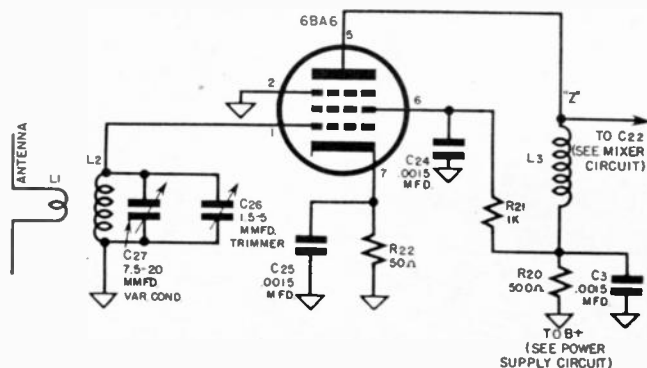 6BA6
5
2
6
1
7
"Z"
TO C22
(SEE MIXER
CIRCUIT)
ANTENNA
L1
L2
L3
C24
.0015
MFD.
R21
1K
C26
1.5-5
MMFD.
TRIMMER
C27
7.5-20
MMFD.
VAR. COND.
C25
.0015
MFD.
R22
50Ω
R20
500Ω
C3
.0015
MFD.
TO B+
(SEE POWER
SUPPLY CIRCUIT)